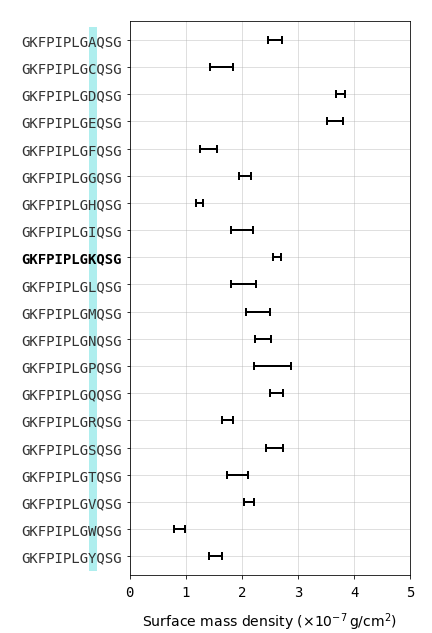 GKFPIPLGAQSG
GKFPIPLGCQSG
GKFPIPLGDQSG
GKFPIPLGEQSG
GKFPIPLGFQSG
GKFPIPLGGQSG
GKFPIPLGHQSG
GKFPIPLGIQSG
GKFPIPLGKQSG
GKFPIPLGLQSG
GKFPIPLGMQSG
GKFPIPLGNQSG
GKFPIPLGPQSG
GKFPIPLGQQSG
GKFPIPLGRQSG
GKFPIPLGSQSG
GKFPIPLGTQSG
GKFPIPLGVQSG
GKFPIPLGWQSG
GKFPIPLGYQSG
0 1 2 3 4 5
Surface mass density (×10⁻⁷ g/cm²)